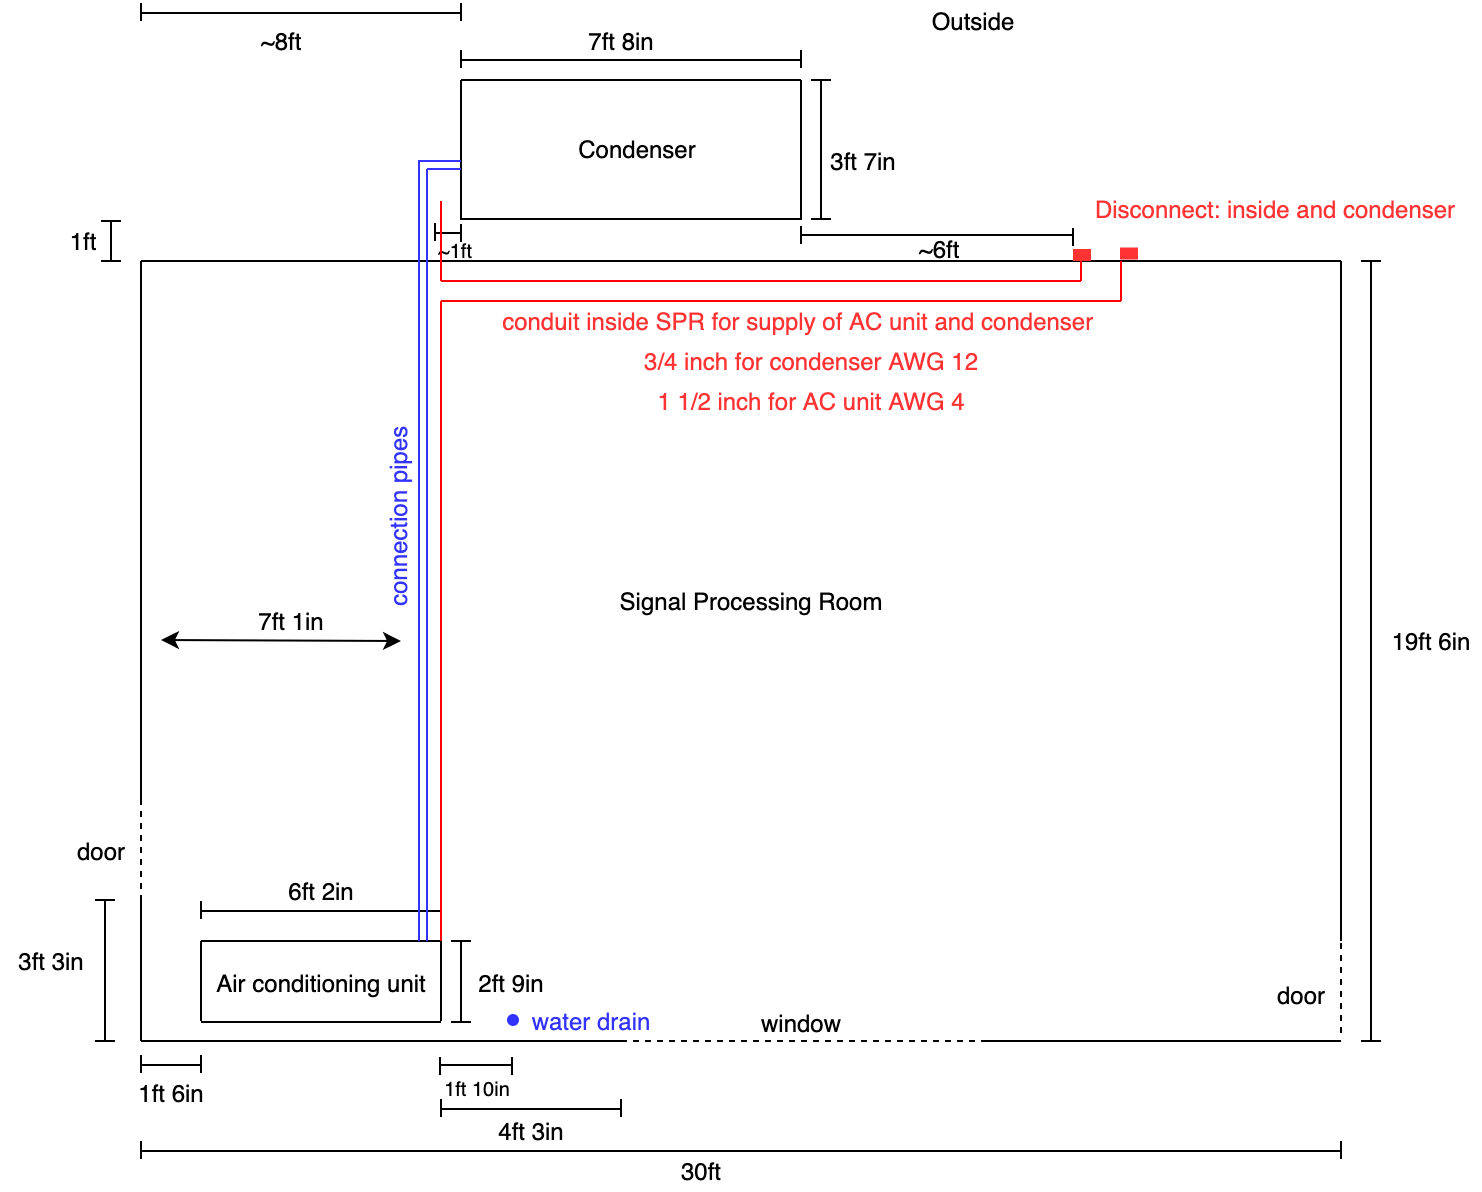 Outside
~8ft
7ft 8in
Condenser
3ft 7in
Disconnect: inside and condenser
1ft
~1ft
~6ft
conduit inside SPR for supply of AC unit and condenser
3/4 inch for condenser AWG 12
1 1/2 inch for AC unit AWG 4
connection pipes
Signal Processing Room
7ft 1in
19ft 6in
door
6ft 2in
3ft 3in
Air conditioning unit
2ft 9in
door
water drain
window
1ft 6in
1ft 10in
4ft 3in
30ft